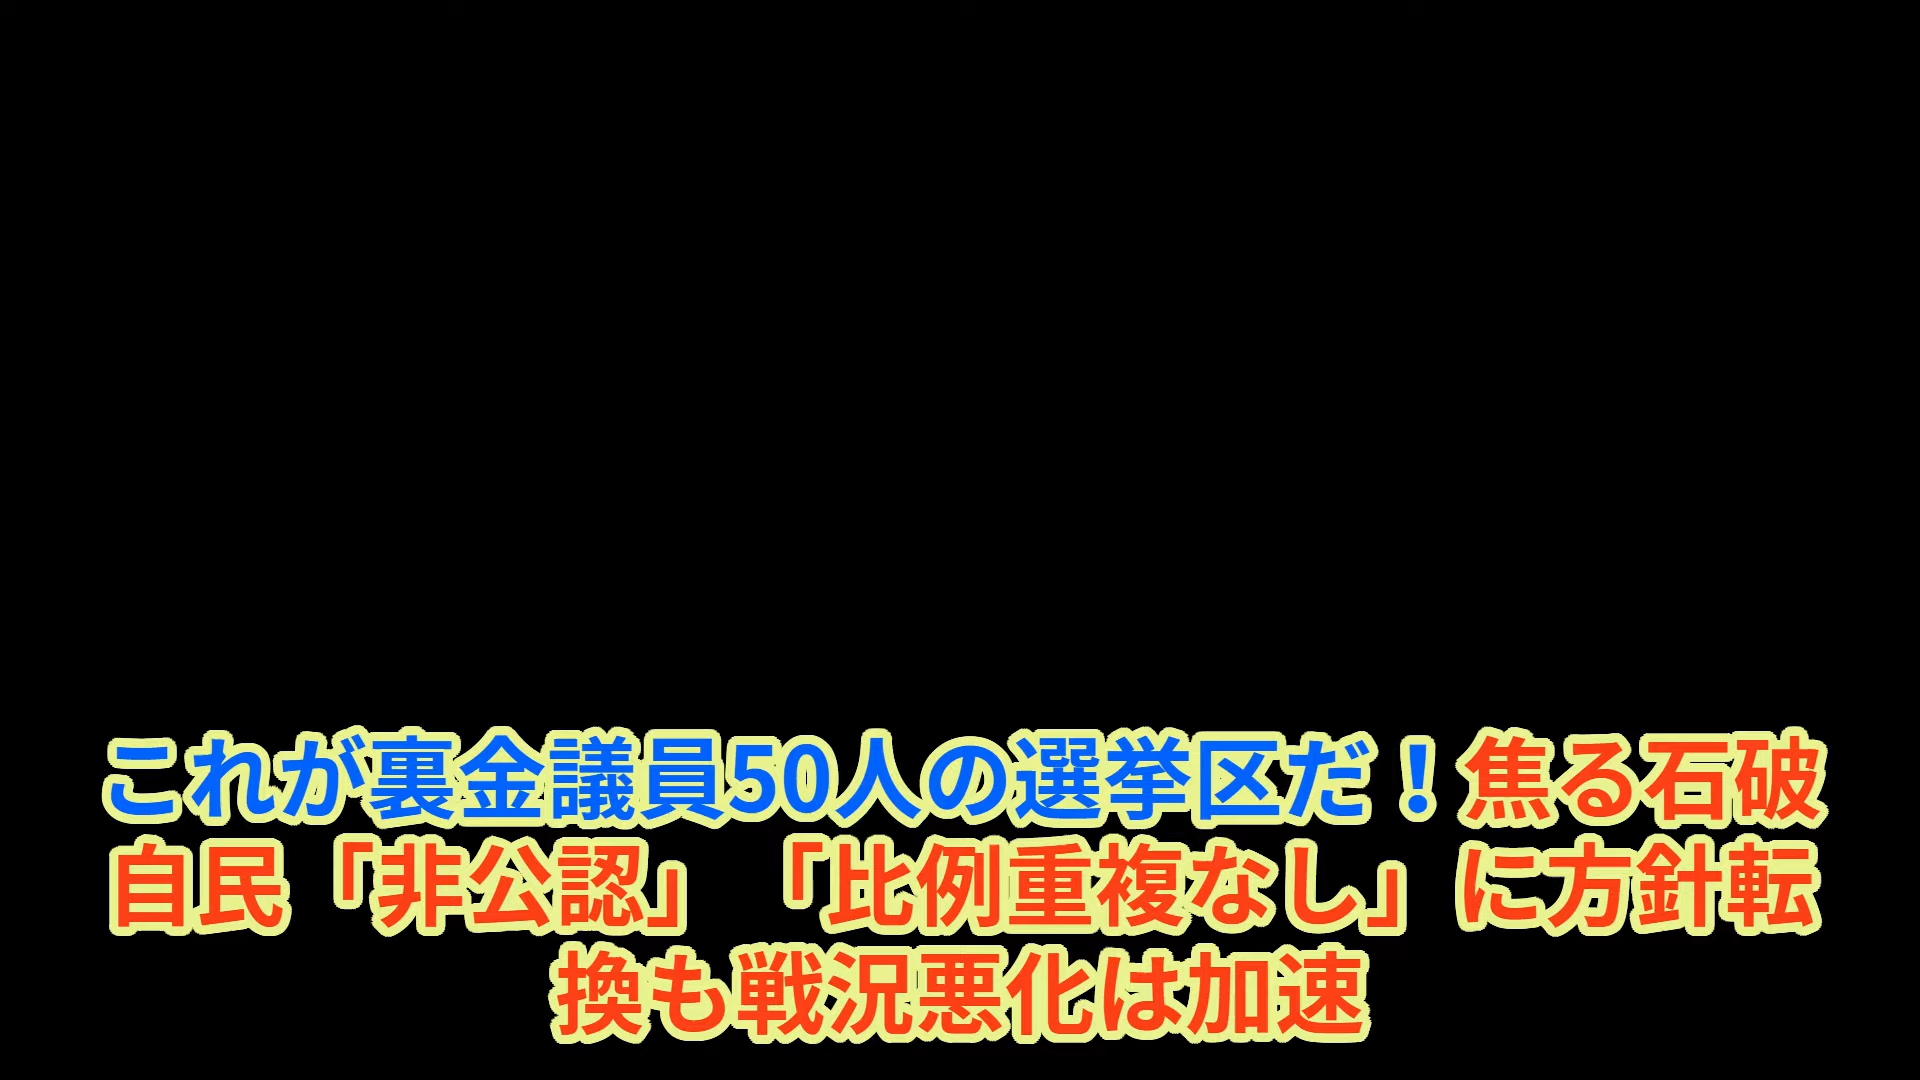 これが裏金議員50人の選挙区だ！焦る石破
自民「非公認」「比例重複なし」に方針転
換も戦況悪化は加速